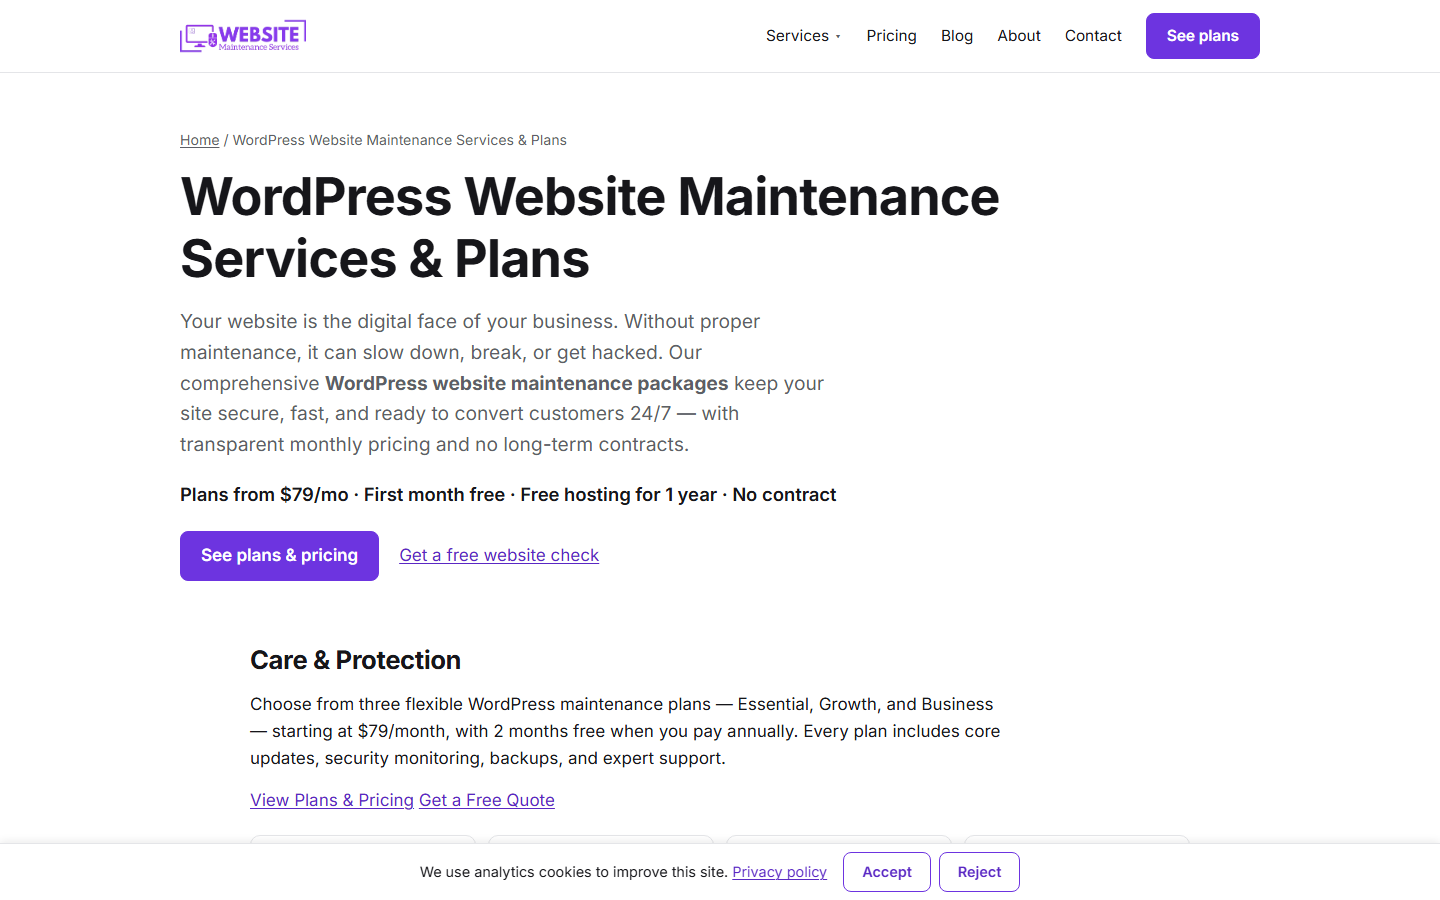 WEBSITE
Maintenance Services
Services
Pricing
Blog
About
Contact
See plans
Home / WordPress Website Maintenance Services & Plans
WordPress Website Maintenance
Services & Plans
Your website is the digital face of your business. Without proper
maintenance, it can slow down, break, or get hacked. Our
comprehensive WordPress website maintenance packages keep your
site secure, fast, and ready to convert customers 24/7 — with
transparent monthly pricing and no long-term contracts.
Plans from $79/mo · First month free · Free hosting for 1 year · No contract
See plans & pricing
Get a free website check
Care & Protection
Choose from three flexible WordPress maintenance plans — Essential, Growth, and Business
— starting at $79/month, with 2 months free when you pay annually. Every plan includes core
updates, security monitoring, backups, and expert support.
View Plans & Pricing Get a Free Quote
We use analytics cookies to improve this site. Privacy policy
Accept
Reject